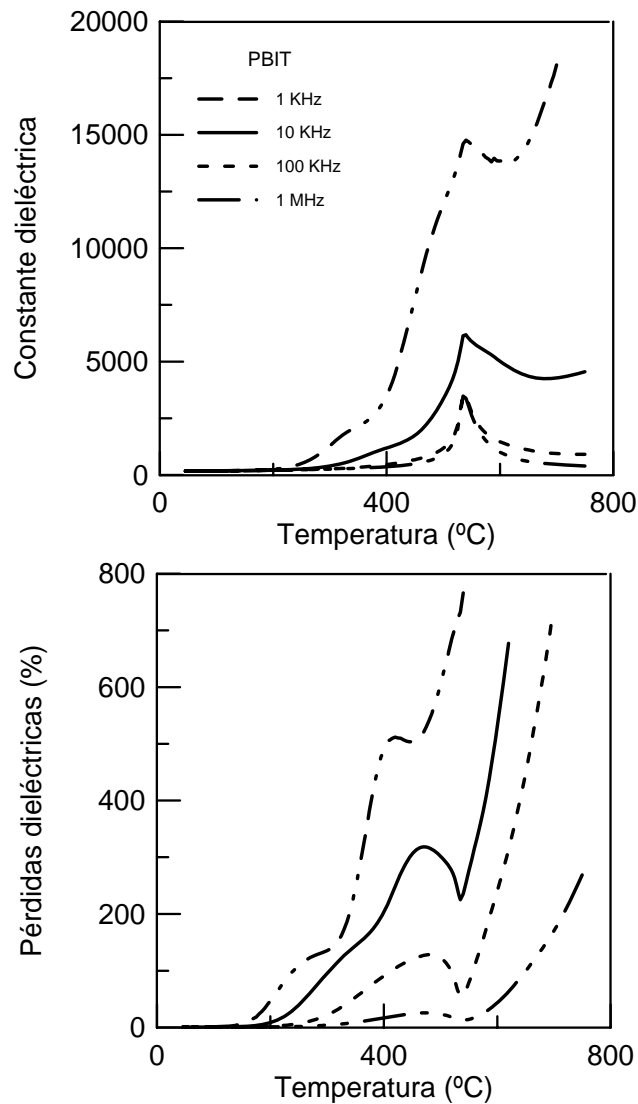 20000
15000
10000
5000
0
Constante dieléctrica
PBIT
1 KHz
10 KHz
100 KHz
1 MHz
0
400
800
Temperatura (ºC)
800
600
400
200
0
Pérdidas dieléctricas (%)
0
400
800
Temperatura (ºC)